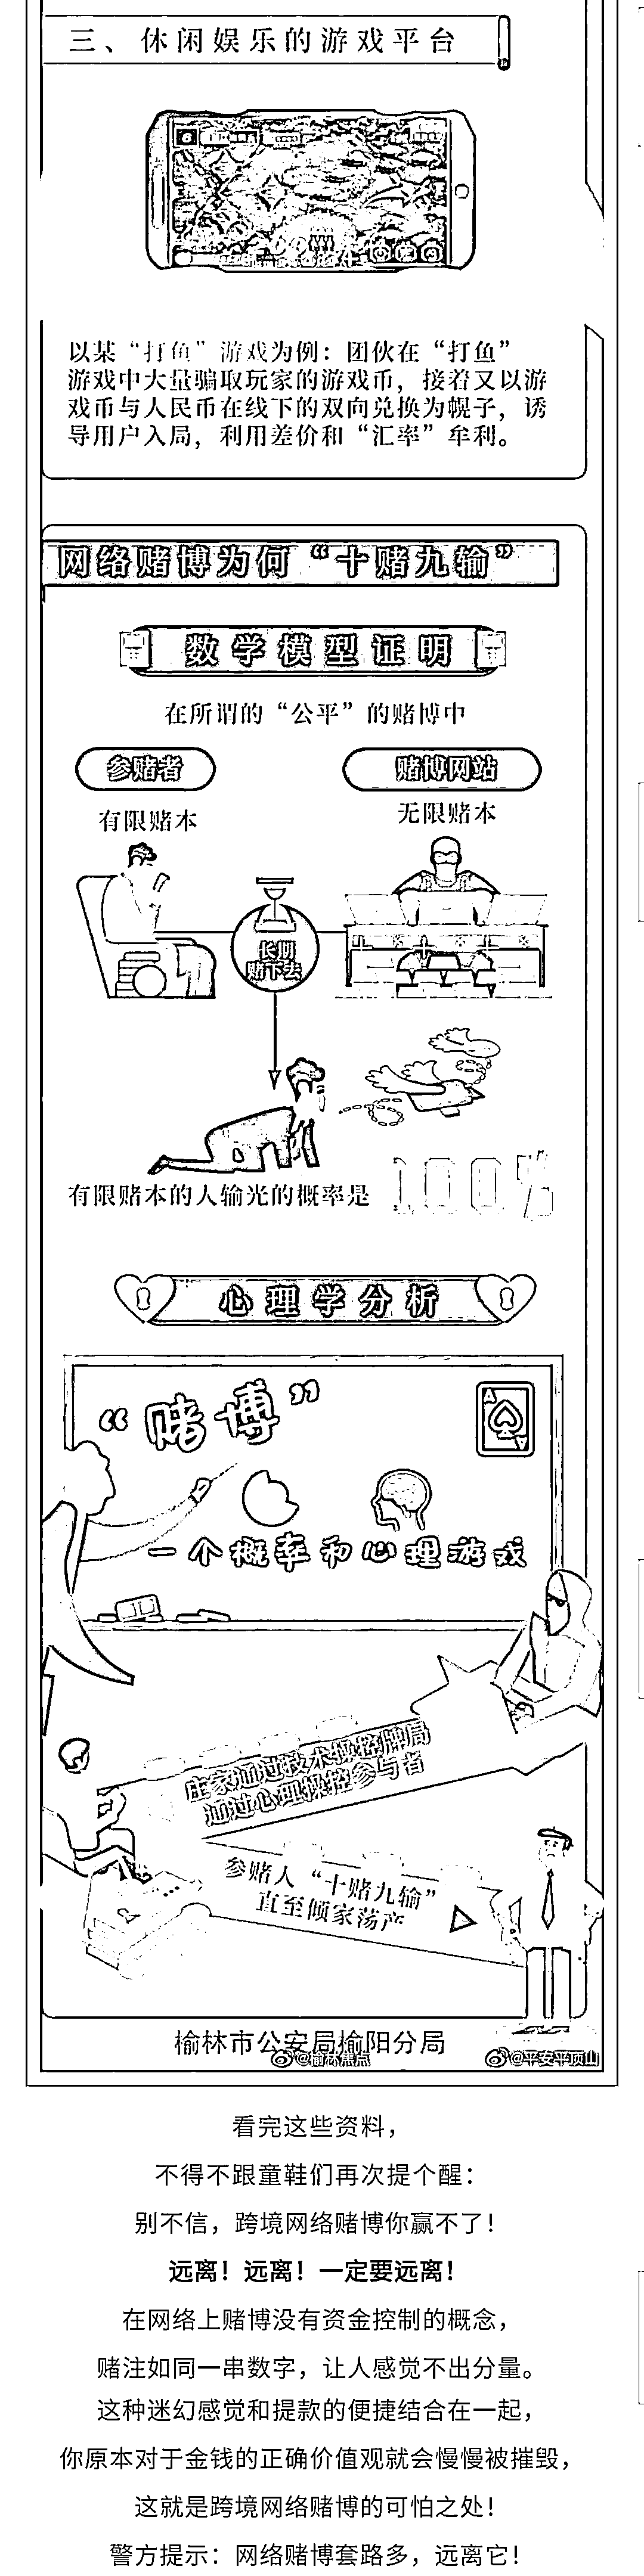 三、休闲娱乐的游戏平台
以某“打鱼”游戏为例：团伙在“打鱼”
游戏中大量骗取玩家的游戏币，接着又以游
戏币与人民币在线下的双向兑换为幌子，诱
导用户入局，利用差价和“汇率”牟利。
网络赌博为何“十赌九输”
数学模型证明
在所谓的“公平”的赌博中
参赌者
赌博网站
有限赌本
无限赌本
长期
赌下去
有限赌本的人输光的概率是 100%
心理学分析
“赌博”
A
A
一个概率和心理游戏
庄家通过技术操控牌局
通过心理操控参与者
参赌人“十赌九输”
直至倾家荡产
榆林市公安局榆阳分局
@榆林焦点
@平安平顶山
看完这些资料，
不得不跟童鞋们再次提个醒：
别不信，跨境网络赌博你赢不了！
远离！远离！一定要远离！
在网络上赌博没有资金控制的概念，
赌注如同一串数字，让人感觉不出分量。
这种迷幻感觉和提款的便捷结合在一起，
你原本对于金钱的正确价值观就会慢慢被摧毁，
这就是跨境网络赌博的可怕之处！
警方提示：网络赌博套路多，远离它！